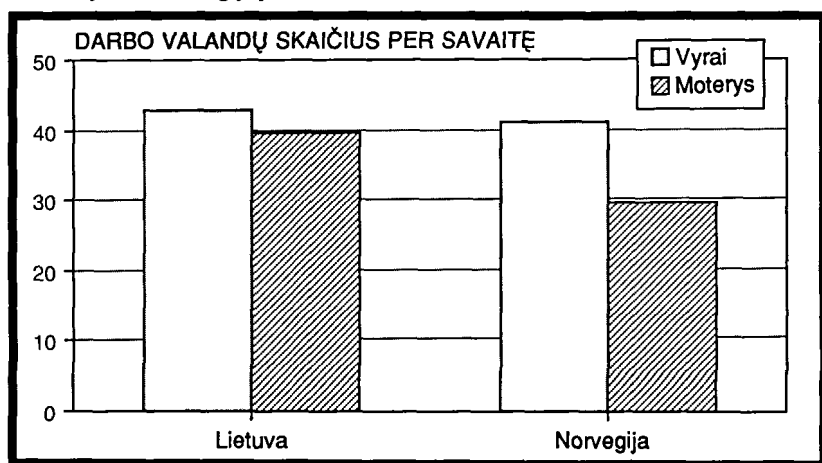 DARBO VALANDŲ SKAIČIUS PER SAVAITĘ
Vyrai
Moterys
50
40
30
20
10
0
Lietuva
Norvegija